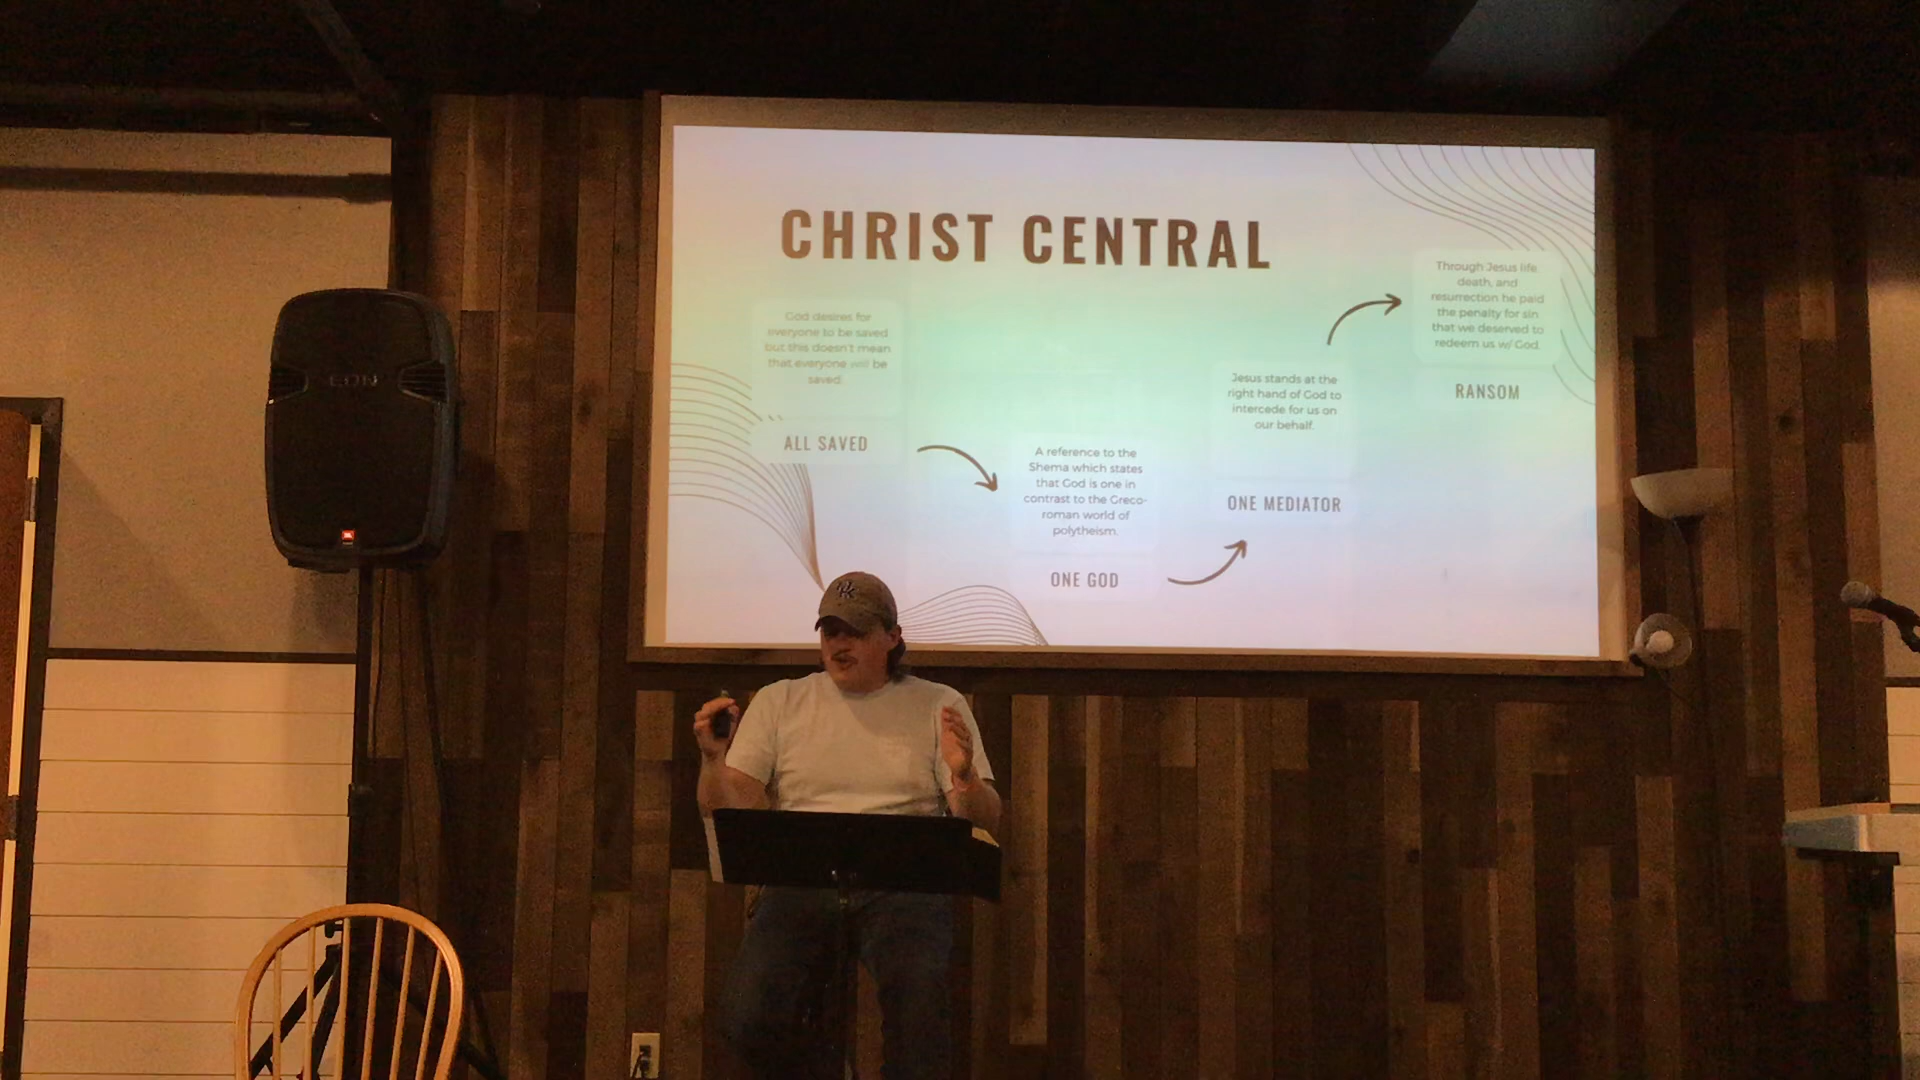 CHRIST CENTRAL
God desires for
everyone to be saved
but this doesn't mean
that everyone will be
saved.
ALL SAVED
A reference to the
Shema which states
that God is one in
contrast to the Greco-
roman world of
polytheism.
ONE GOD
Jesus stands at the
right hand of God to
intercede for us on
our behalf.
ONE MEDIATOR
Through Jesus life,
death, and
resurrection he paid
the penalty for sin
that we deserved to
redeem us w/ God.
RANSOM
EON
JBL